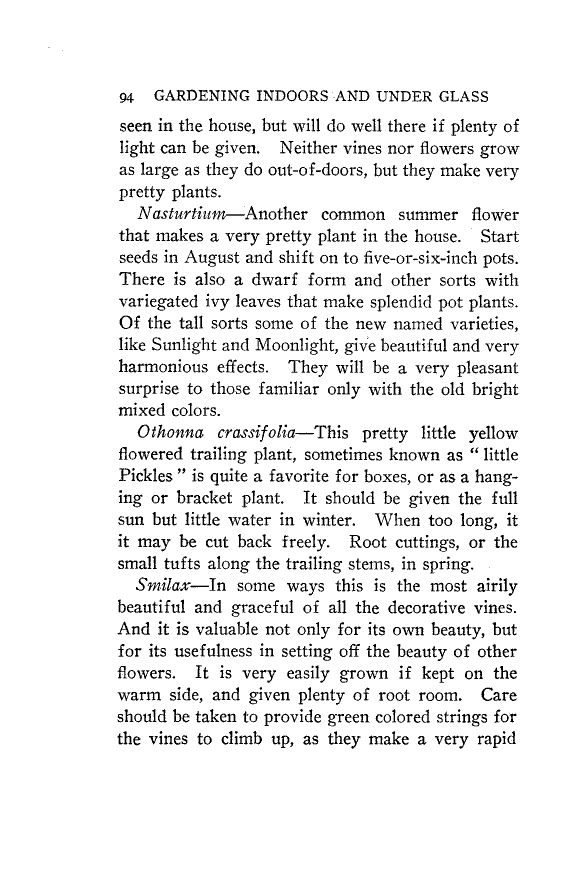 94 GARDENING INDOORS AND UNDER GLASS
seen in the house, but will do well there if plenty of
light can be given. Neither vines nor flowers grow
as large as they do out-of-doors, but they make very
pretty plants.
Nasturtium—Another common summer flower
that makes a very pretty plant in the house. Start
seeds in August and shift on to five-or-six-inch pots.
There is also a dwarf form and other sorts with
variegated ivy leaves that make splendid pot plants.
Of the tall sorts some of the new named varieties,
like Sunlight and Moonlight, give beautiful and very
harmonious effects. They will be a very pleasant
surprise to those familiar only with the old bright
mixed colors.
Othonna crassifolia—This pretty little yellow
flowered trailing plant, sometimes known as " little
Pickles " is quite a favorite for boxes, or as a hang-
ing or bracket plant. It should be given the full
sun but little water in winter. When too long, it
it may be cut back freely. Root cuttings, or the
small tufts along the trailing stems, in spring.
Smilax—In some ways this is the most airily
beautiful and graceful of all the decorative vines.
And it is valuable not only for its own beauty, but
for its usefulness in setting off the beauty of other
flowers. It is very easily grown if kept on the
warm side, and given plenty of root room. Care
should be taken to provide green colored strings for
the vines to climb up, as they make a very rapid